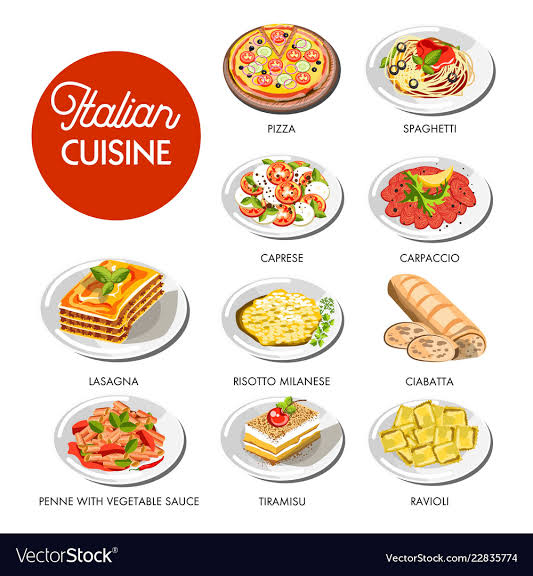 Italian
CUISINE
PIZZA
SPAGHETTI
CAPRESE
CARPACCIO
LASAGNA
RISOTTO MILANESE
CIABATTA
PENNE WITH VEGETABLE SAUCE
TIRAMISU
RAVIOLI
VectorStock®
VectorStock.com/22835774